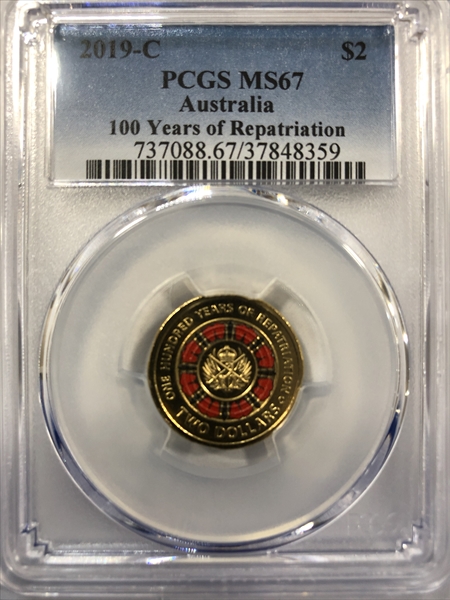 2019-C $2
PCGS MS67
Australia
100 Years of Repatriation
737088.67/37848359
ONE HUNDRED YEARS OF REPATRIATION
TWO DOLLARS